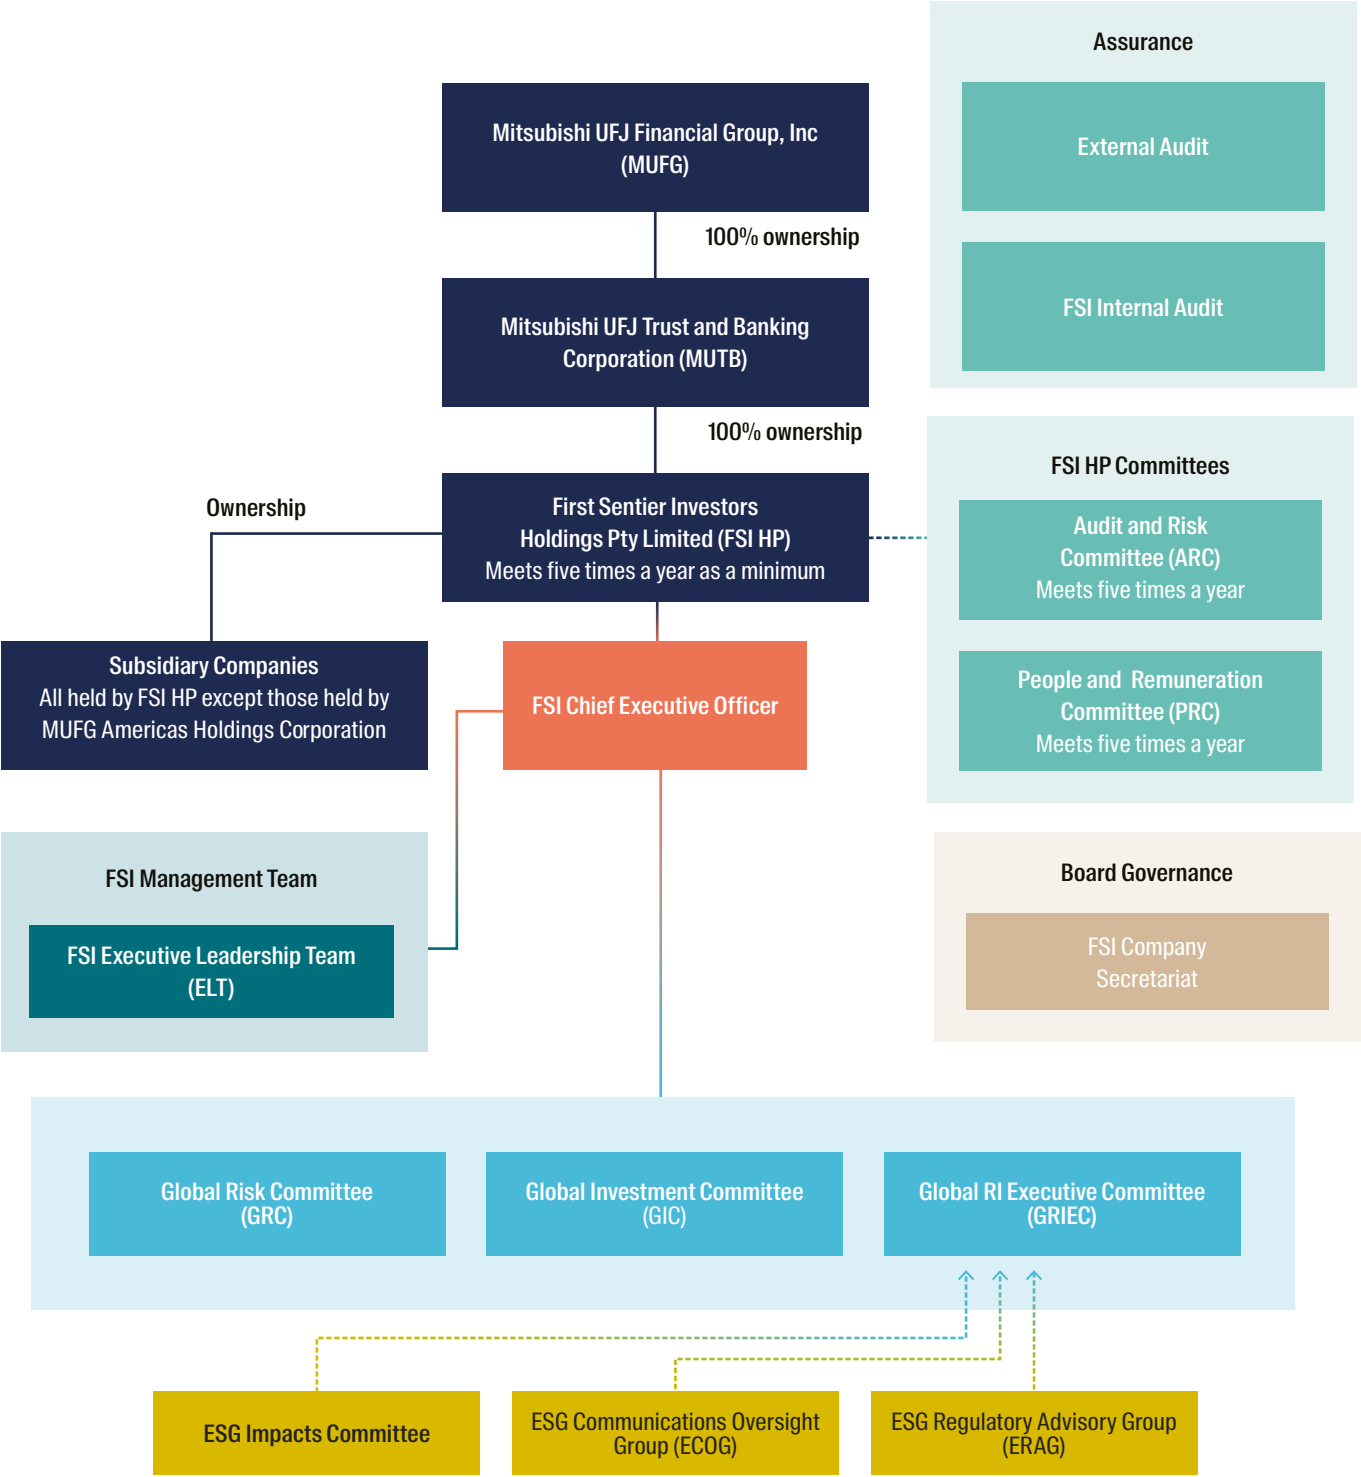 Assurance
External Audit
FSI Internal Audit
Mitsubishi UFJ Financial Group, Inc
(MUFG)
100% ownership
Mitsubishi UFJ Trust and Banking
Corporation (MUTB)
100% ownership
First Sentier Investors
Holdings Pty Limited (FSI HP)
Meets five times a year as a minimum
Ownership
FSI HP Committees
Audit and Risk
Committee (ARC)
Meets five times a year
People and Remuneration
Committee (PRC)
Meets five times a year
Subsidiary Companies
All held by FSI HP except those held by
MUFG Americas Holdings Corporation
FSI Chief Executive Officer
FSI Management Team
FSI Executive Leadership Team
(ELT)
Board Governance
FSI Company
Secretariat
Global Risk Committee
(GRC)
Global Investment Committee
(GIC)
Global RI Executive Committee
(GRIEC)
ESG Impacts Committee
ESG Communications Oversight
Group (ECOG)
ESG Regulatory Advisory Group
(ERAG)